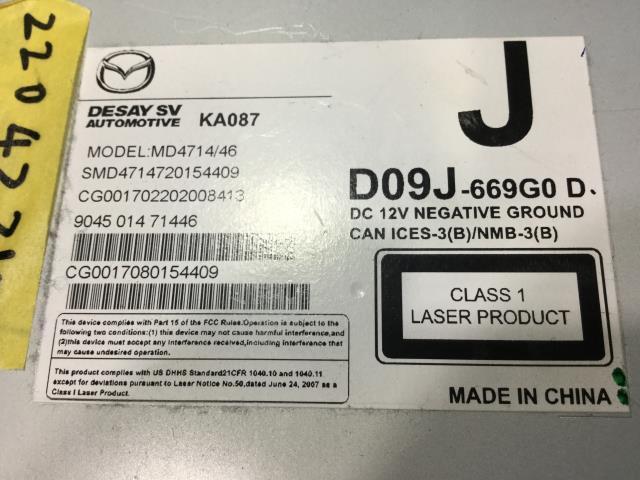 DESAY SV
AUTOMOTIVE KA087
MODEL:MD4714/46
SMD4714720154409
CG001702202008413
9045 014 71446
CG0017080154409
This device complies with Part 15 of the FCC Rules.Operation is subject to the
following two conditions:(1) this device may not cause harmful interference,and
(2)this device must accept any interference received,including interference that
may cause undesired operation.
This product complies with US DHHS Standard21CFR 1040.10 and 1040.11
except for deviations pursuant to Laser Notice No.50,dated June 24, 2007 as a
Class I Laser Product.
J
D09J-669G0 D.
DC 12V NEGATIVE GROUND
CAN ICES-3(B)/NMB-3(B)
CLASS 1
LASER PRODUCT
MADE IN CHINA
22042